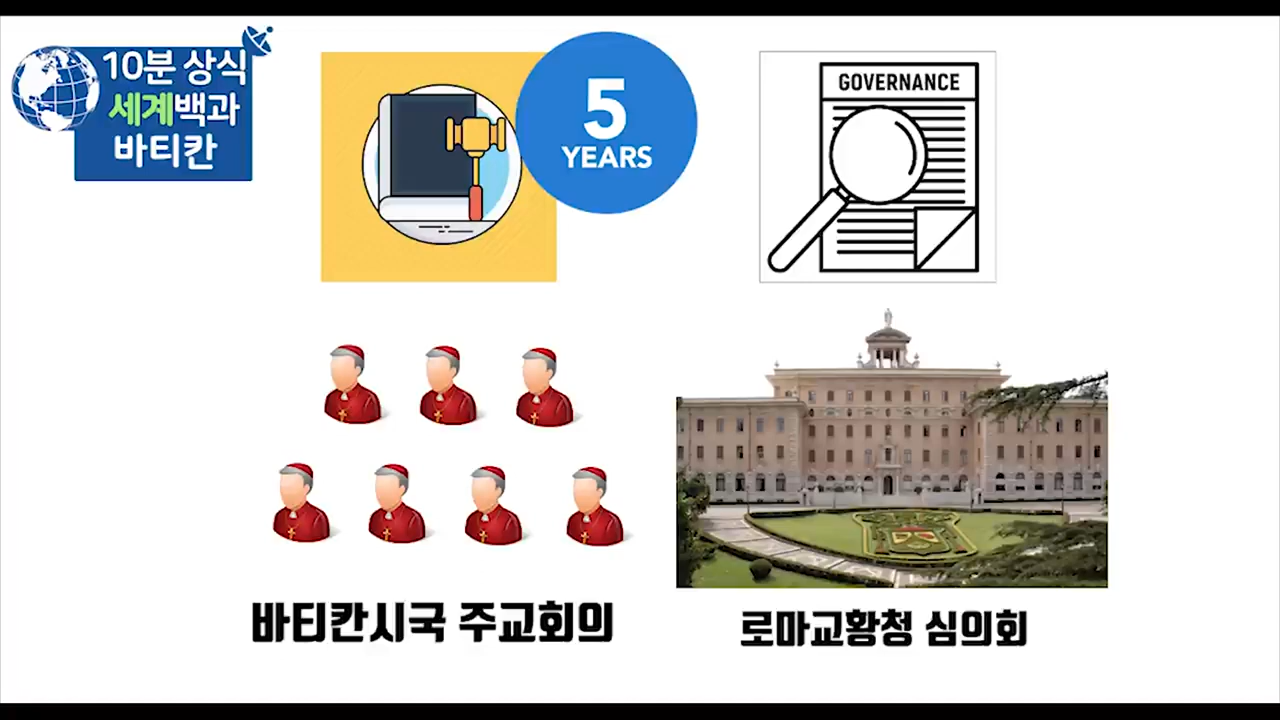 10분 상식
세계백과
바티칸
5
YEARS
GOVERNANCE
바티칸시국 주교회의
로마교황청 심의회